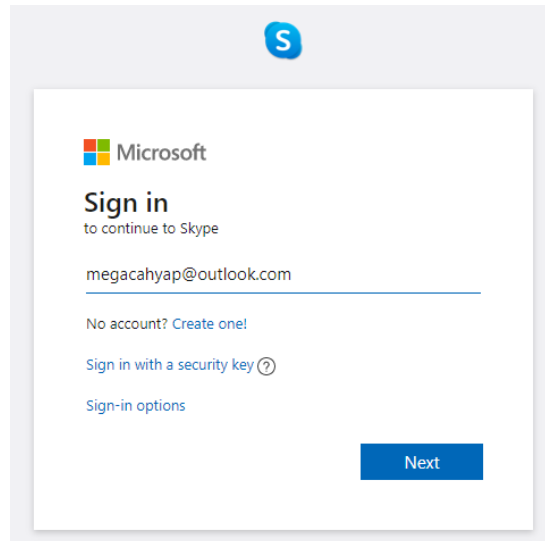 S
Microsoft
Sign in
to continue to Skype
megacahyap@outlook.com
No account? Create one!
Sign in with a security key ?
Sign-in options
Next